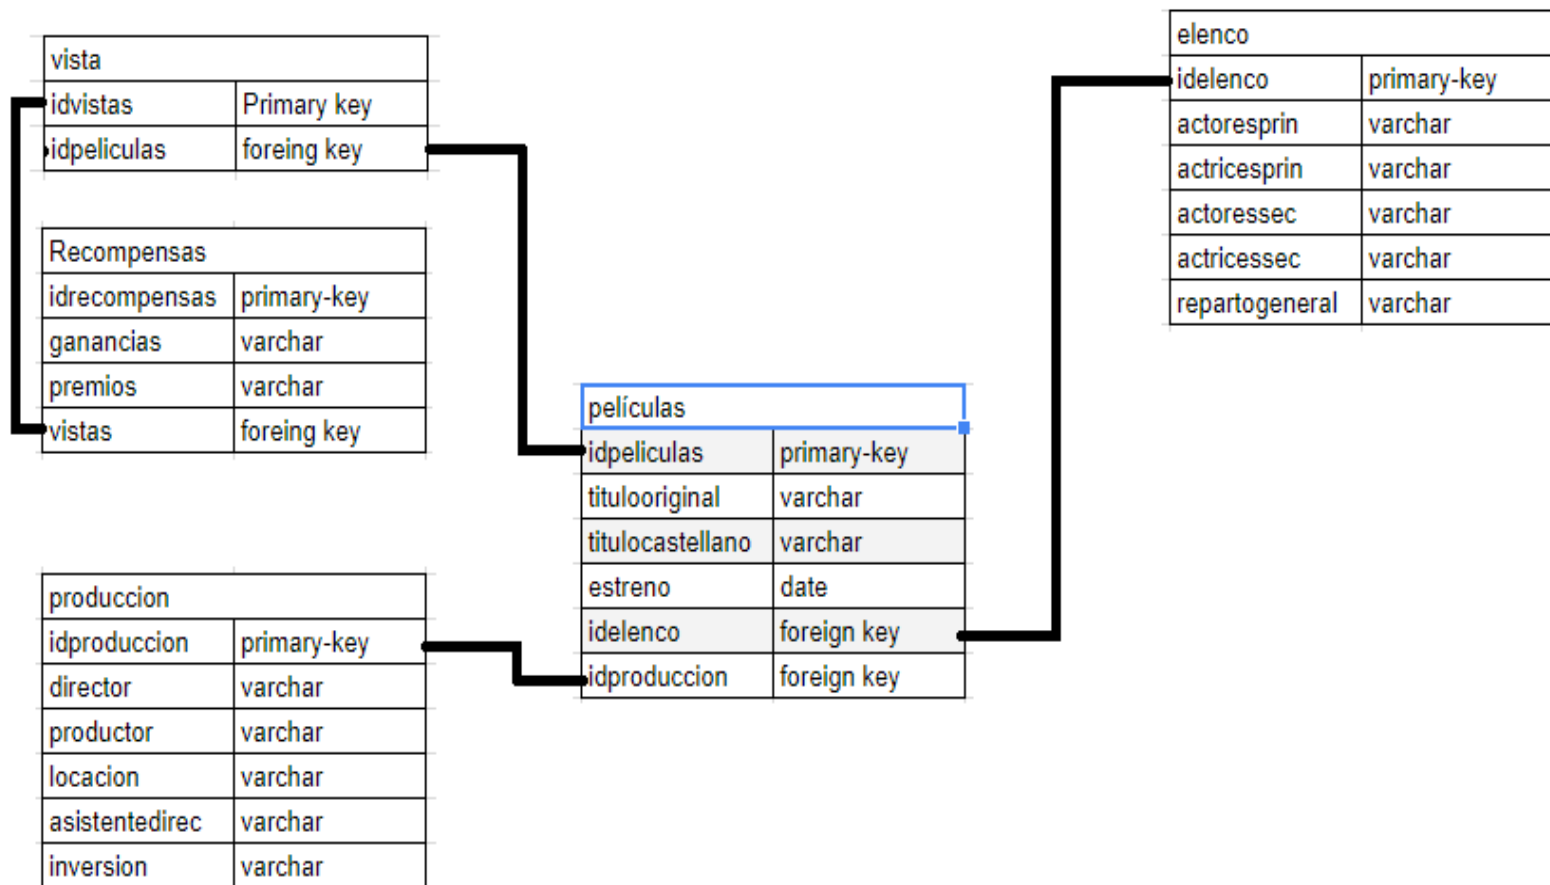 vista
idvistas Primary key
idpeliculas foreing key
Recompensas
idrecompensas primary-key
ganancias varchar
premios varchar
vistas foreing key
produccion
idproduccion primary-key
director varchar
productor varchar
locacion varchar
asistentedirec varchar
inversion varchar
películas
idpeliculas primary-key
titulooriginal varchar
titulocastellano varchar
estreno date
idelenco foreign key
idproduccion foreign key
elenco
idelenco primary-key
actoresprin varchar
actricesprin varchar
actoressec varchar
actricessec varchar
repartogeneral varchar